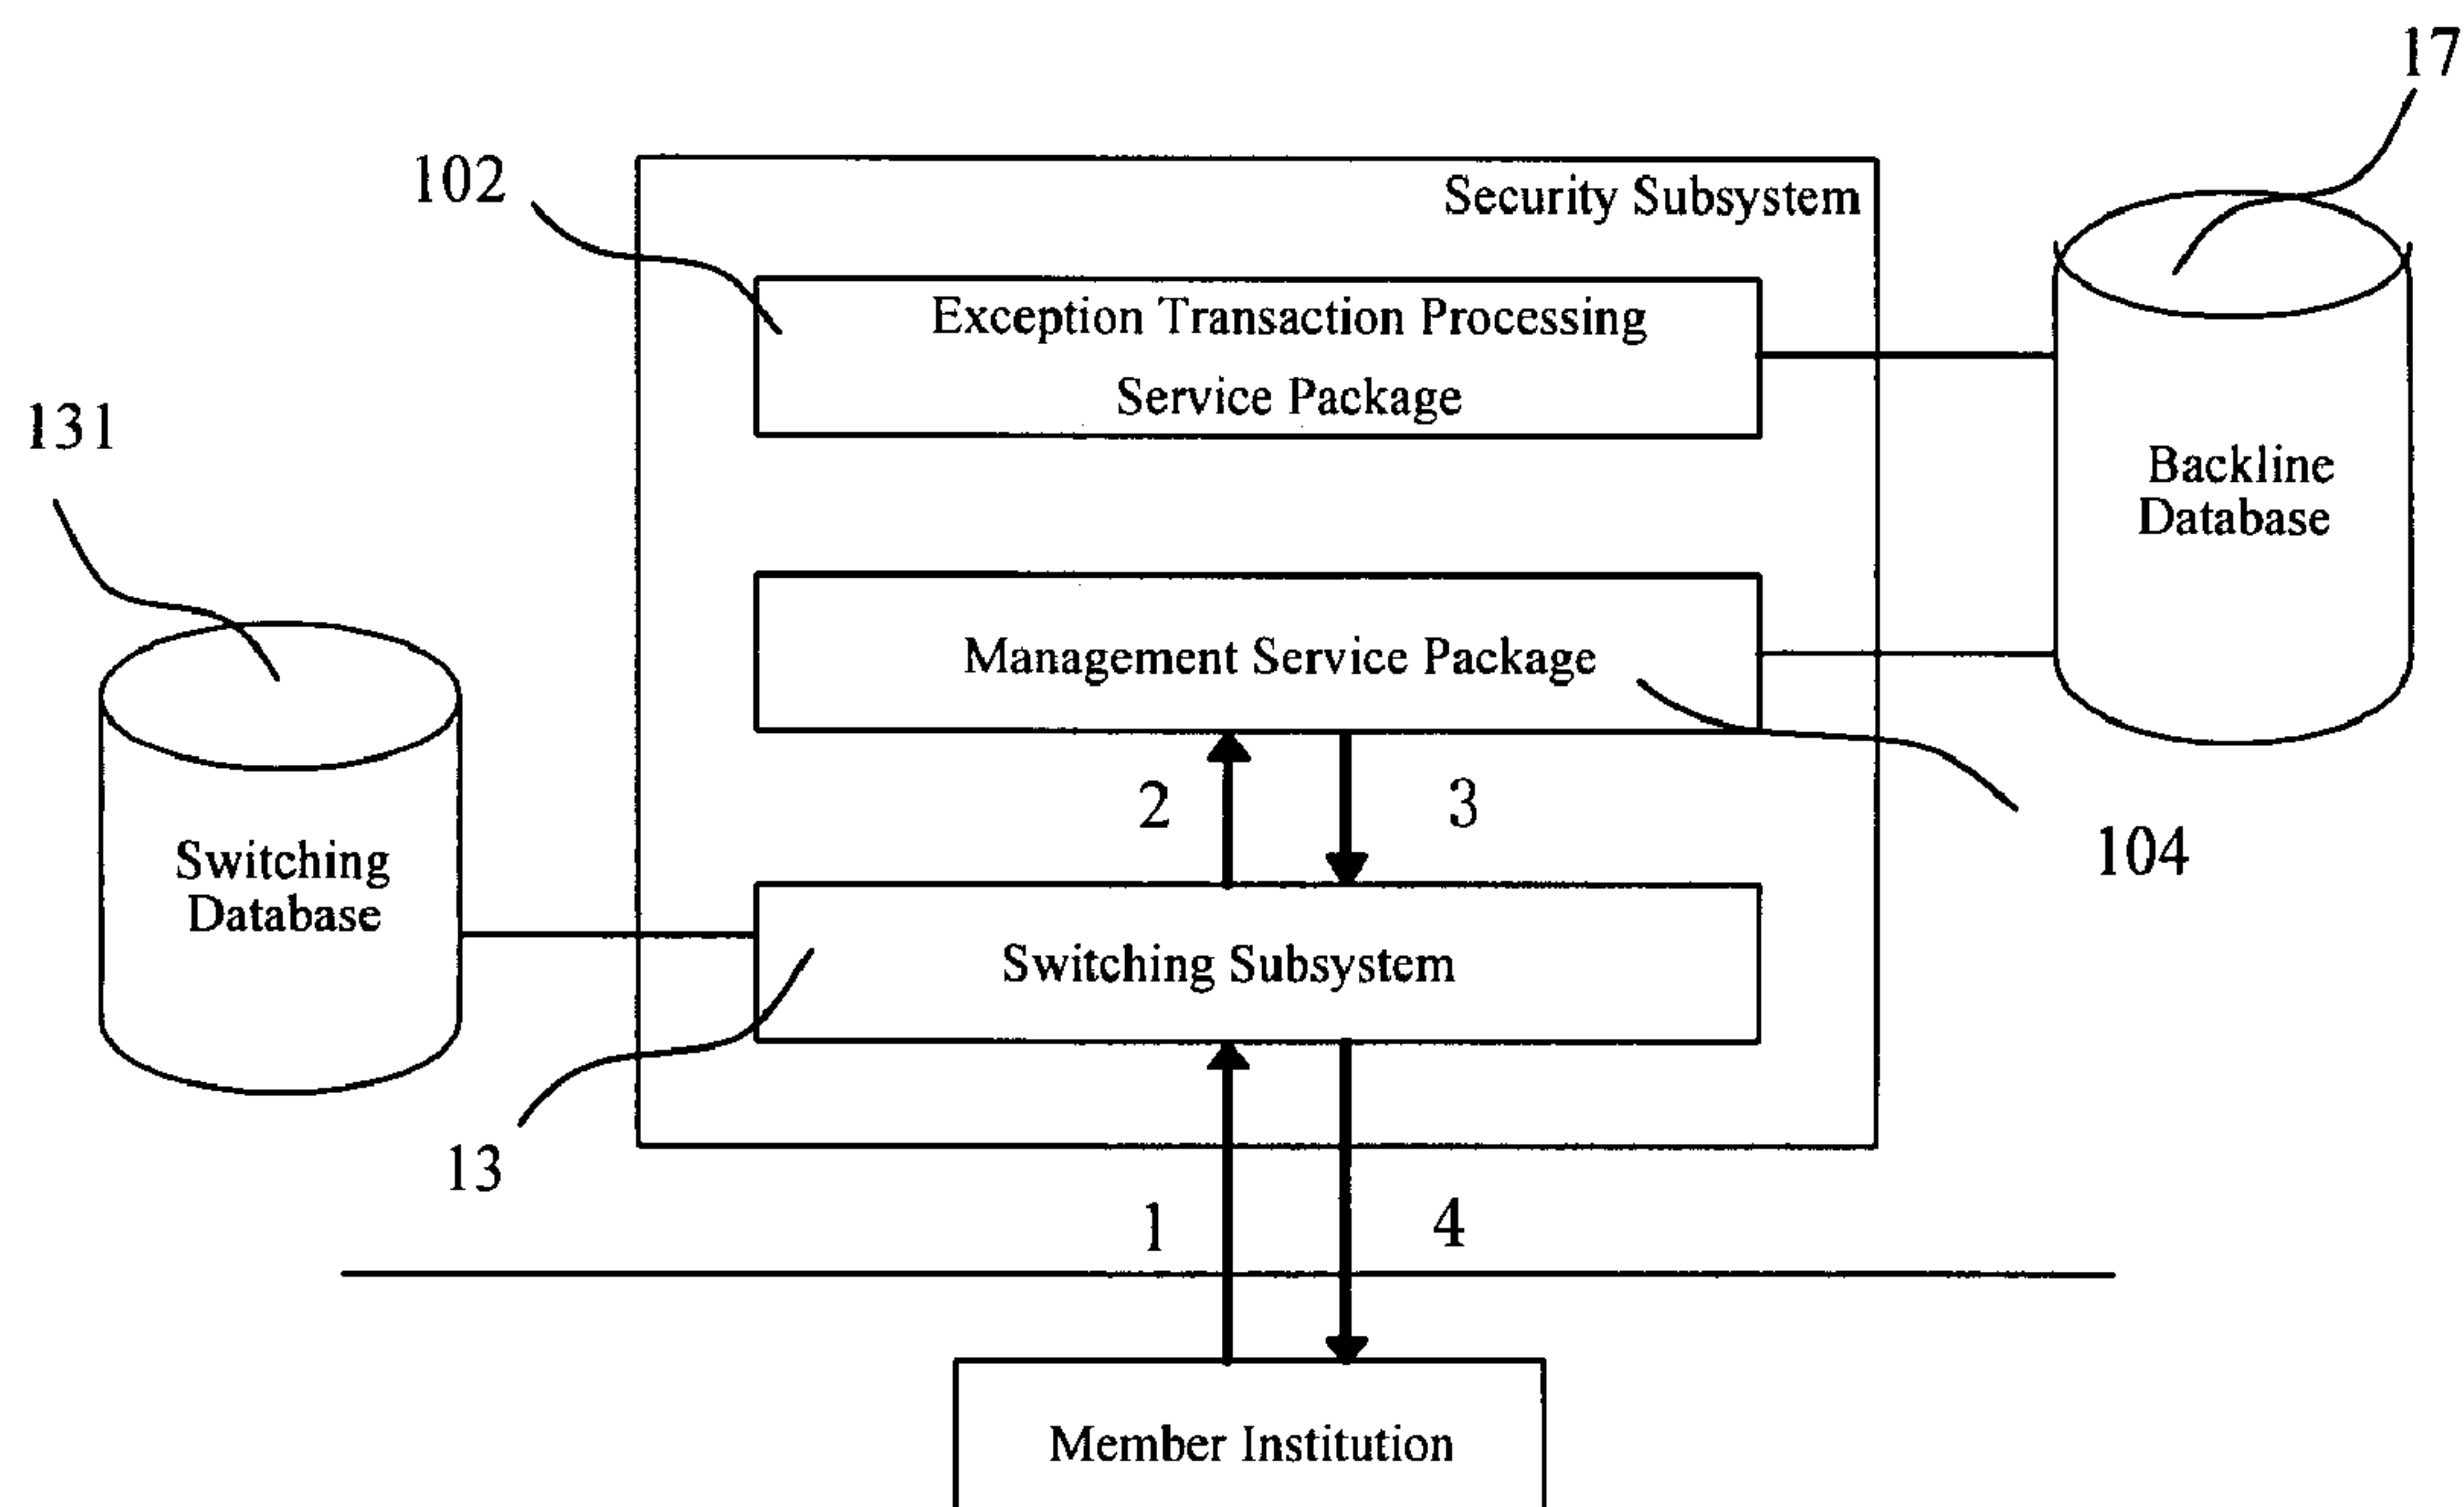 17
102
Security Subsystem
Exception Transaction Processing
Service Package
131
Backline
Database
Management Service Package
2
3
104
Switching
Database
Switching Subsystem
13
1
4
Member Institution